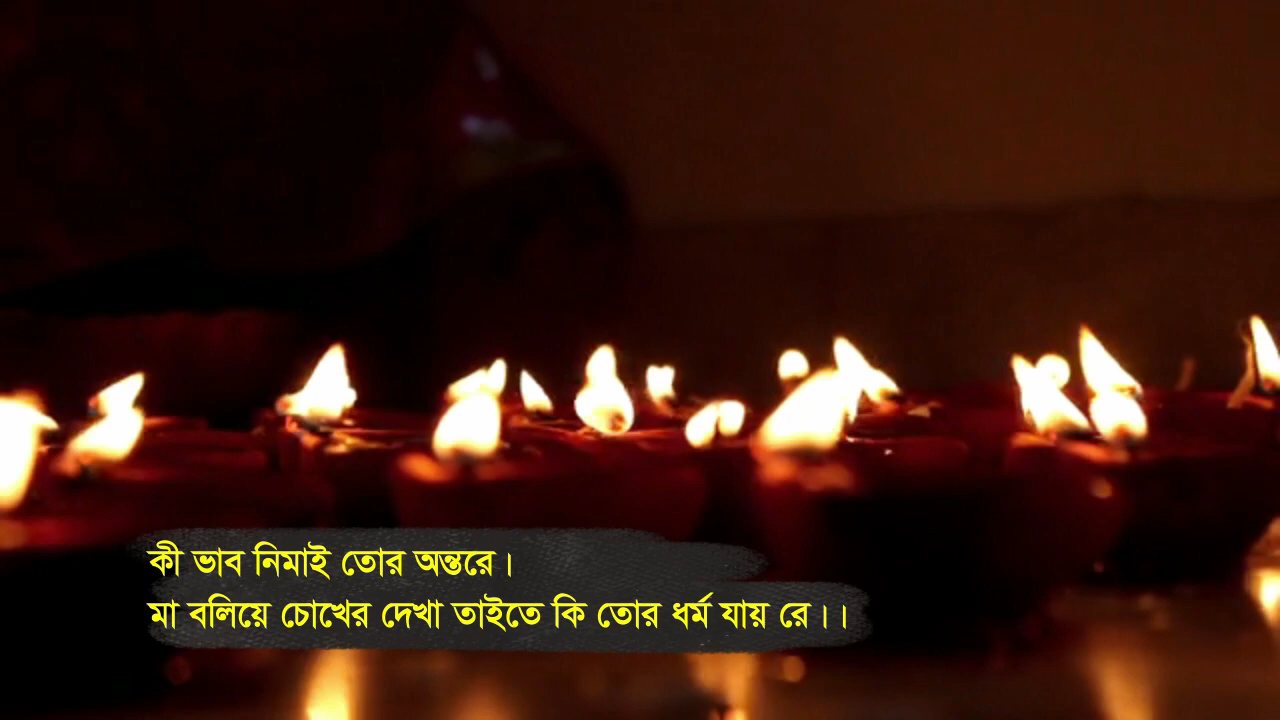 কী ভাব নিমাই তোর অন্তরে।
মা বলিয়ে চোখের দেখা তাইতে কি তোর ধর্ম যায় রে।।